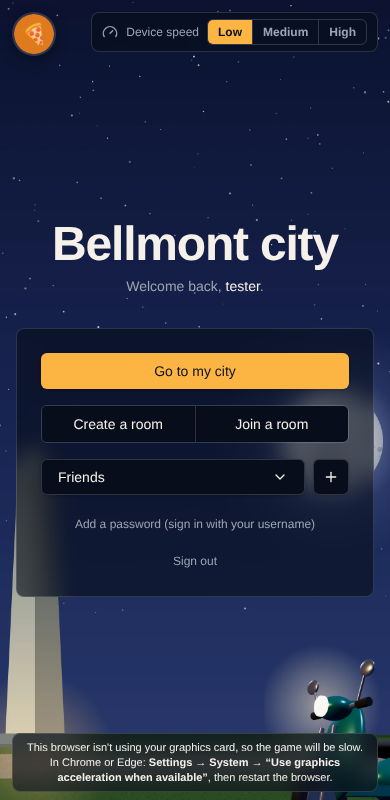 Device speed Low Medium High
Bellmont city
Welcome back, tester.
Go to my city
Create a room Join a room
Friends
Add a password (sign in with your username)
Sign out
This browser isn't using your graphics card, so the game will be slow.
In Chrome or Edge: Settings → System → “Use graphics
acceleration when available”, then restart the browser.